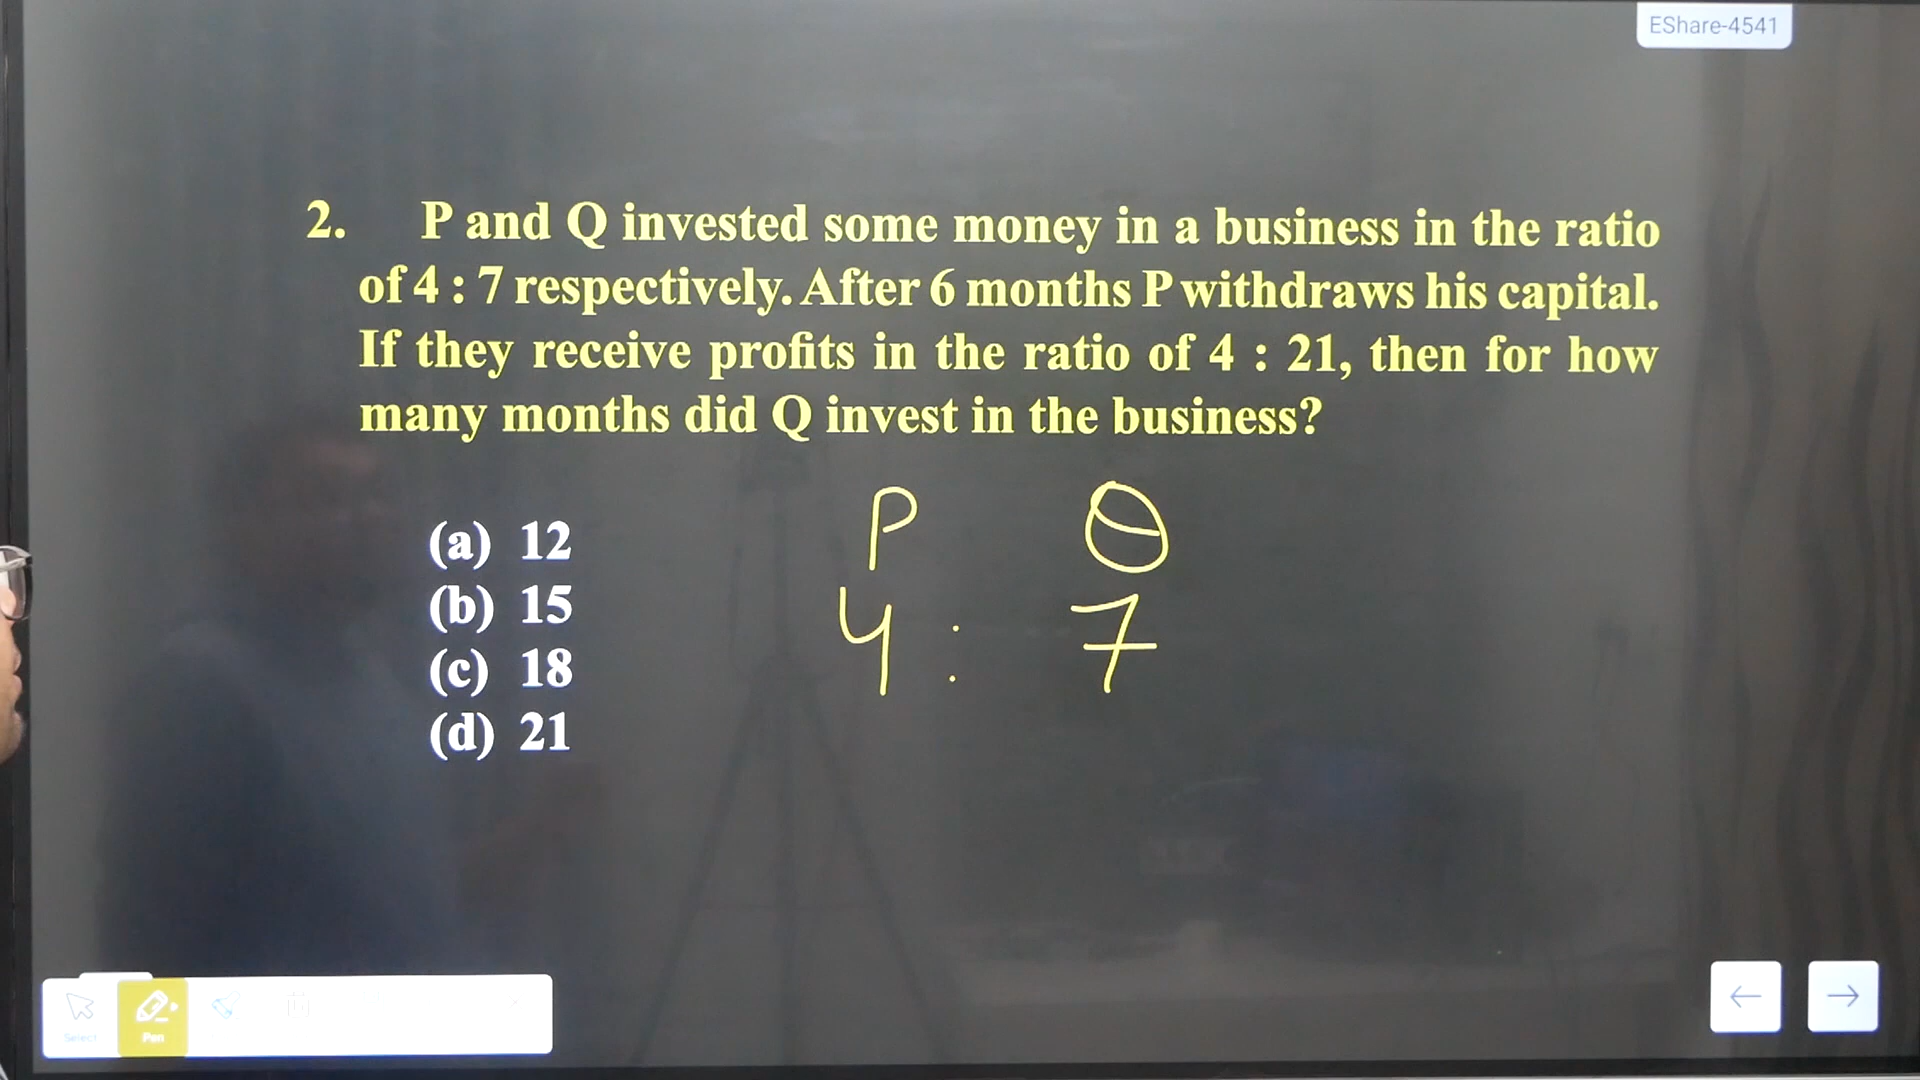 EShare-4541
2. P and Q invested some money in a business in the ratio
of 4 : 7 respectively. After 6 months P withdraws his capital.
If they receive profits in the ratio of 4 : 21, then for how
many months did Q invest in the business?
(a) 12
(b) 15
(c) 18
(d) 21
P Q
4 : 7
Select Pen